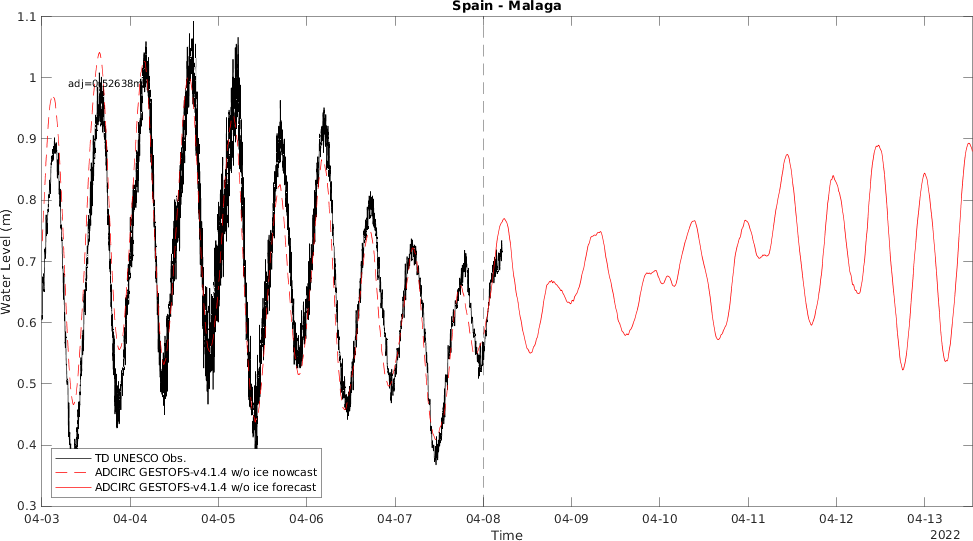 Spain - Malaga
1.1
1
adj=0.52638m
0.9
0.8
0.7
0.6
0.5
0.4
0.3
Water Level (m)
TD UNESCO Obs.
ADCIRC GESTOFS-v4.1.4 w/o ice nowcast
ADCIRC GESTOFS-v4.1.4 w/o ice forecast
04-03 04-04 04-05 04-06 04-07 04-08 04-09 04-10 04-11 04-12 04-13
Time
2022